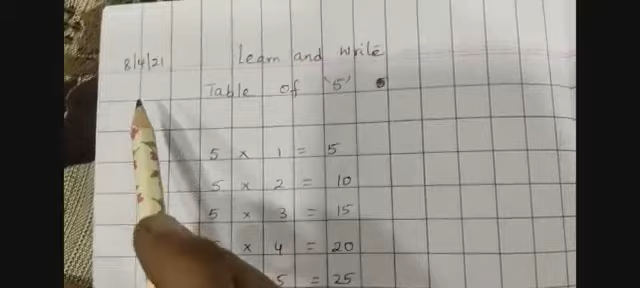 8/4/21
Learn and write
Table of '5'
5 × 1 = 5
5 × 2 = 10
5 × 3 = 15
× 4 = 20
5 = 25